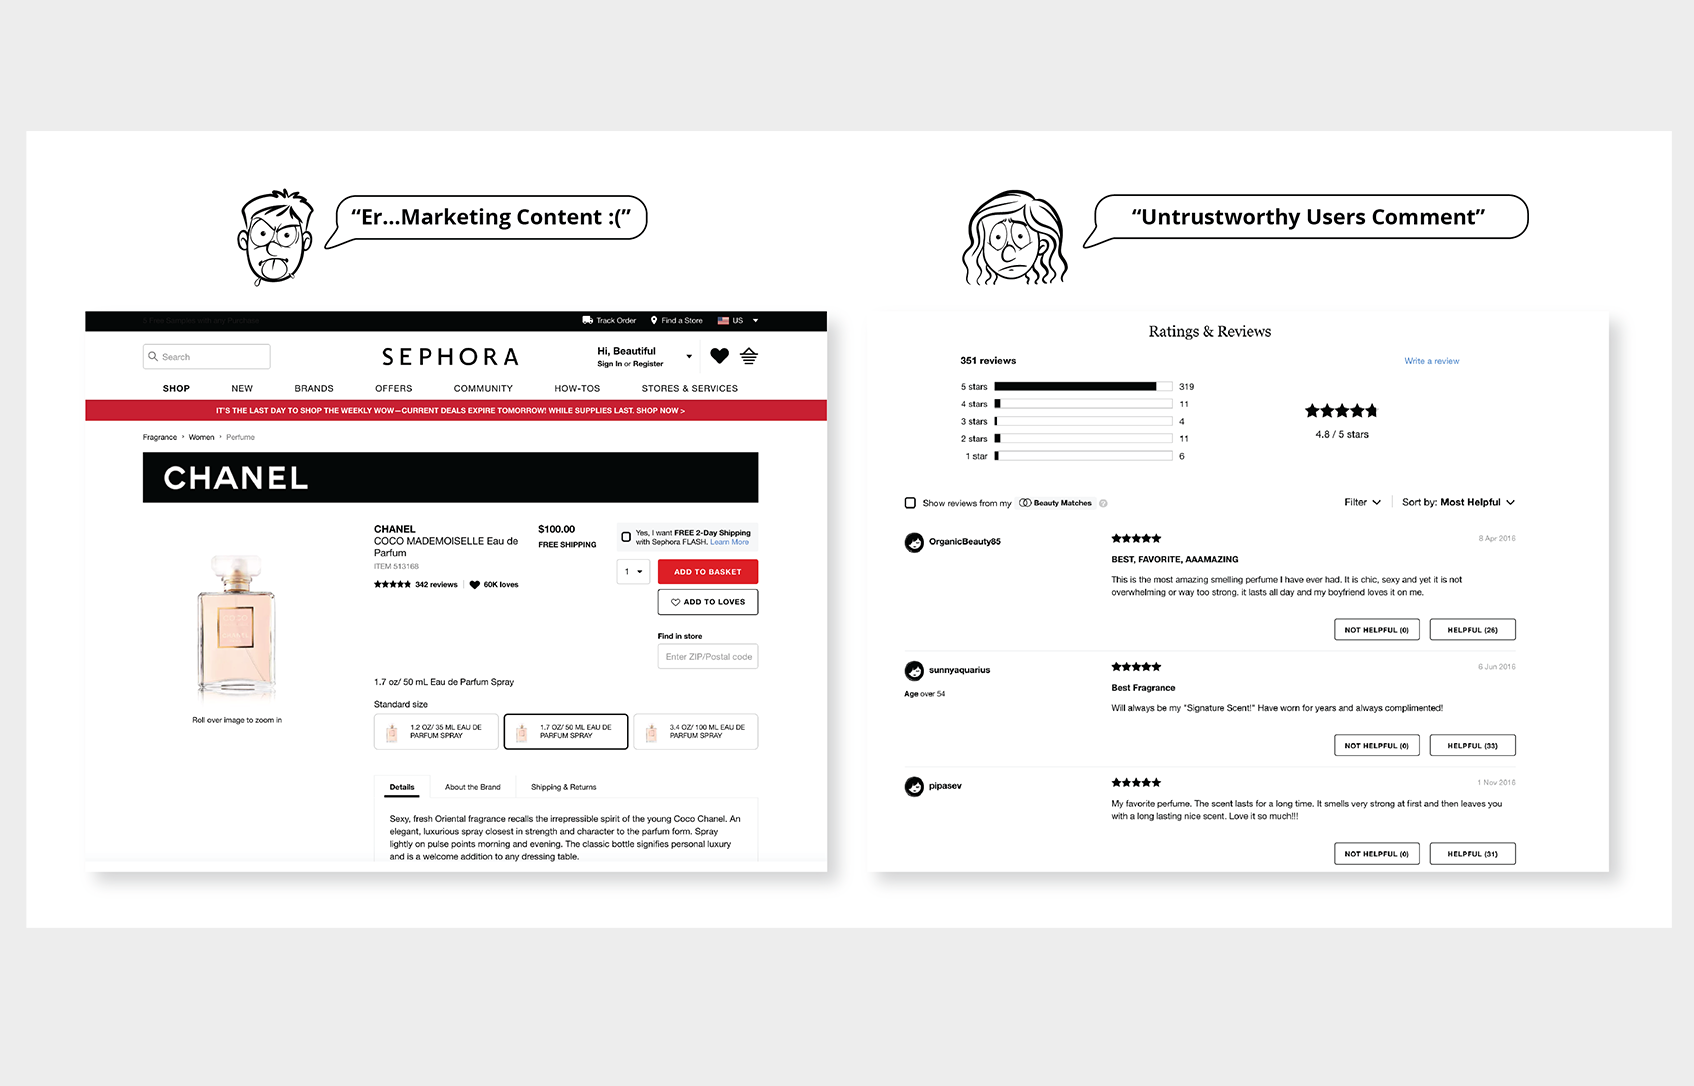 “Er...Marketing Content :(”
“Untrustworthy Users Comment”
Track Order
Find a Store
US
Search
SEPHORA
Hi, Beautiful
Sign In or Register
SHOP
NEW
BRANDS
OFFERS
COMMUNITY
HOW-TOS
STORES & SERVICES
IT'S THE LAST DAY TO SHOP THE WEEKLY WOW—CURRENT DEALS EXPIRE TOMORROW! WHILE SUPPLIES LAST. SHOP NOW >
Fragrance › Women › Perfume
CHANEL
CHANEL
COCO MADEMOISELLE Eau de
Parfum
ITEM 513168
342 reviews
60K loves
$100.00
FREE SHIPPING
Yes, I want FREE 2-Day Shipping
with Sephora FLASH. Learn More
1
ADD TO BASKET
ADD TO LOVES
Find in store
Enter ZIP/Postal code
CHANEL
Roll over image to zoom in
1.7 oz/ 50 mL Eau de Parfum Spray
Standard size
1.2 OZ/ 35 ML EAU DE
PARFUM SPRAY
1.7 OZ/ 50 ML EAU DE
PARFUM SPRAY
3.4 OZ/ 100 ML EAU DE
PARFUM SPRAY
Details
About the Brand
Shipping & Returns
Sexy, fresh Oriental fragrance recalls the irrepressible spirit of the young Coco Chanel. An
elegant, luxurious spray closest in strength and character to the parfum form. Spray
lightly on pulse points morning and evening. The classic bottle signifies personal luxury
and is a welcome addition to any dressing table.
Ratings & Reviews
351 reviews
Write a review
5 stars 319
4 stars 11
3 stars 4
2 stars 11
1 star 6
4.8 / 5 stars
Show reviews from my Beauty Matches ?
Filter
Sort by: Most Helpful
OrganicBeauty85
8 Apr 2016
BEST, FAVORITE, AAAMAZING
This is the most amazing smelling perfume I have ever had. It is chic, sexy and yet it is not
overwhelming or way too strong. it lasts all day and my boyfriend loves it on me.
NOT HELPFUL (0)
HELPFUL (26)
sunnyaquarius
Age over 54
6 Jun 2016
Best Fragrance
Will always be my "Signature Scent!" Have worn for years and always complimented!
NOT HELPFUL (0)
HELPFUL (33)
pipasev
1 Nov 2016
My favorite perfume. The scent lasts for a long time. It smells very strong at first and then leaves you
with a long lasting nice scent. Love it so much!!!
NOT HELPFUL (0)
HELPFUL (31)